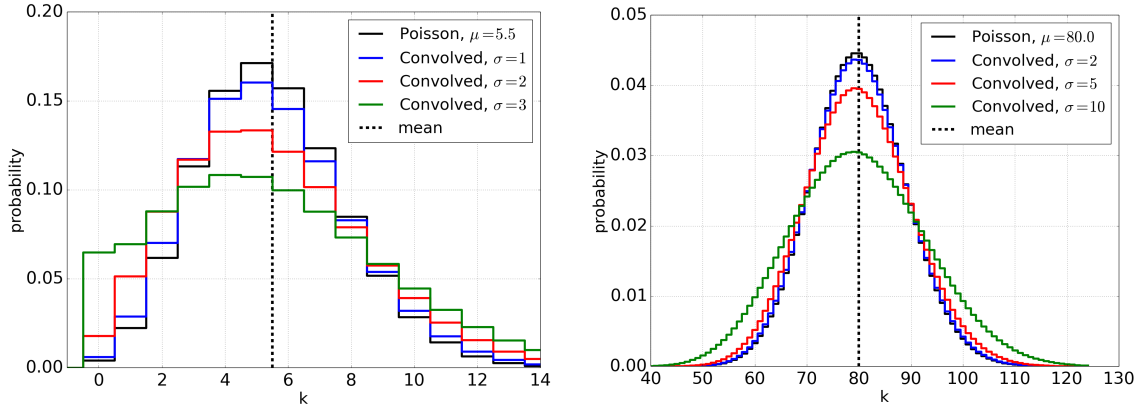 0.20
0.15
0.10
0.05
0.00
probability
0 2 4 6 8 10 12 14
k
Poisson, μ=5.5
Convolved, σ=1
Convolved, σ=2
Convolved, σ=3
mean
0.05
0.04
0.03
0.02
0.01
0.00
probability
40 50 60 70 80 90 100 110 120 130
k
Poisson, μ=80.0
Convolved, σ=2
Convolved, σ=5
Convolved, σ=10
mean